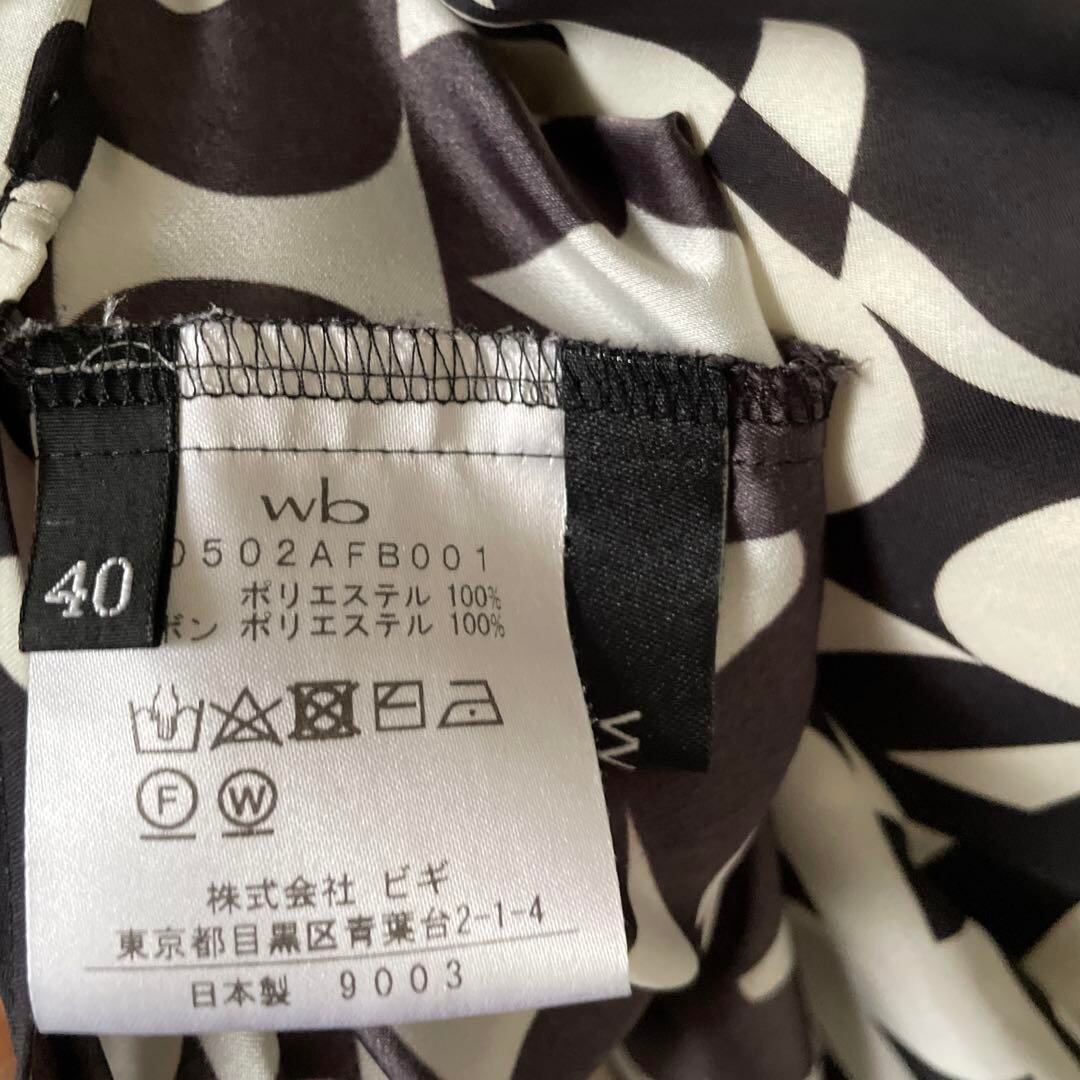 wb
0502AFB001
40
ポリエステル 100%
ボン ポリエステル 100%
W
F W
株式会社 ビギ
東京都目黒区青葉台2-1-4
日本製 9003